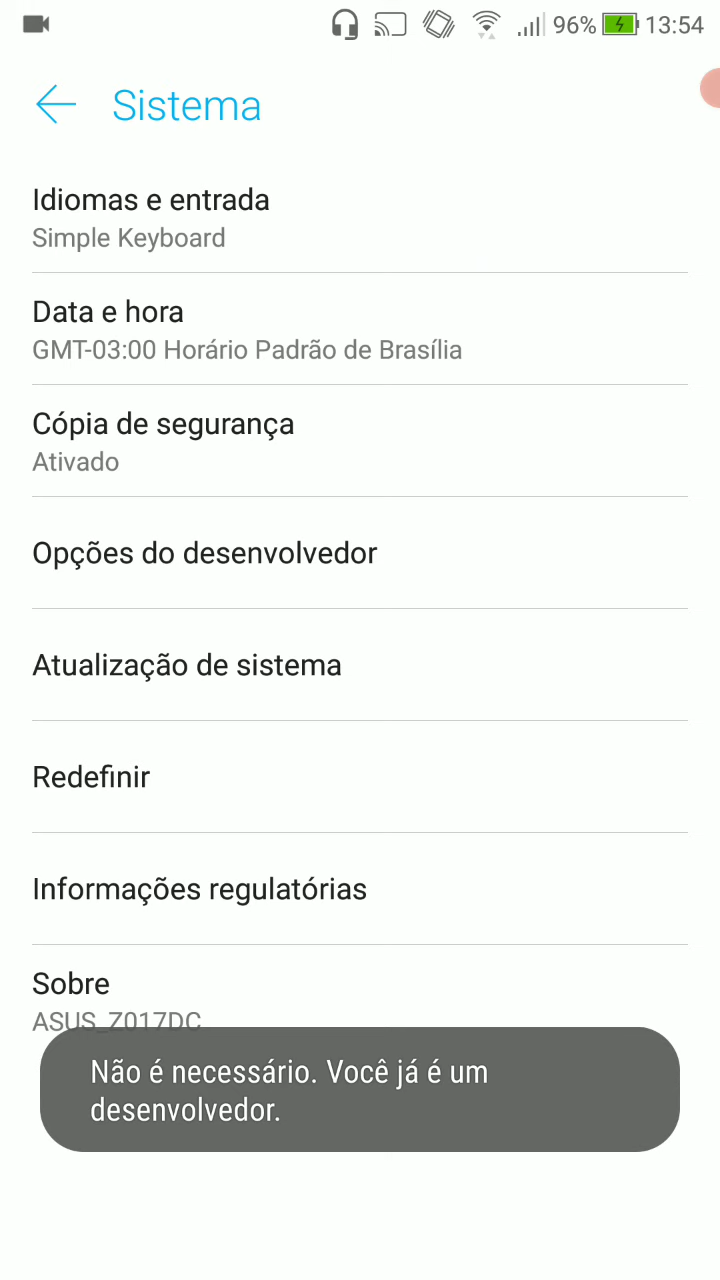 96% 13:54
Sistema
Idiomas e entrada
Simple Keyboard
Data e hora
GMT-03:00 Horário Padrão de Brasília
Cópia de segurança
Ativado
Opções do desenvolvedor
Atualização de sistema
Redefinir
Informações regulatórias
Sobre
ASUS_Z017DC
Não é necessário. Você já é um
desenvolvedor.